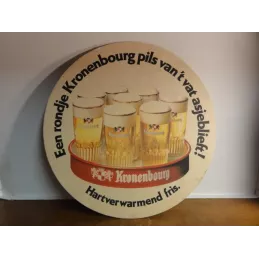 Een rondje Kronenbourg pils van't vat asjeblieft!
Kronenbourg
Hartverwarmend fris.